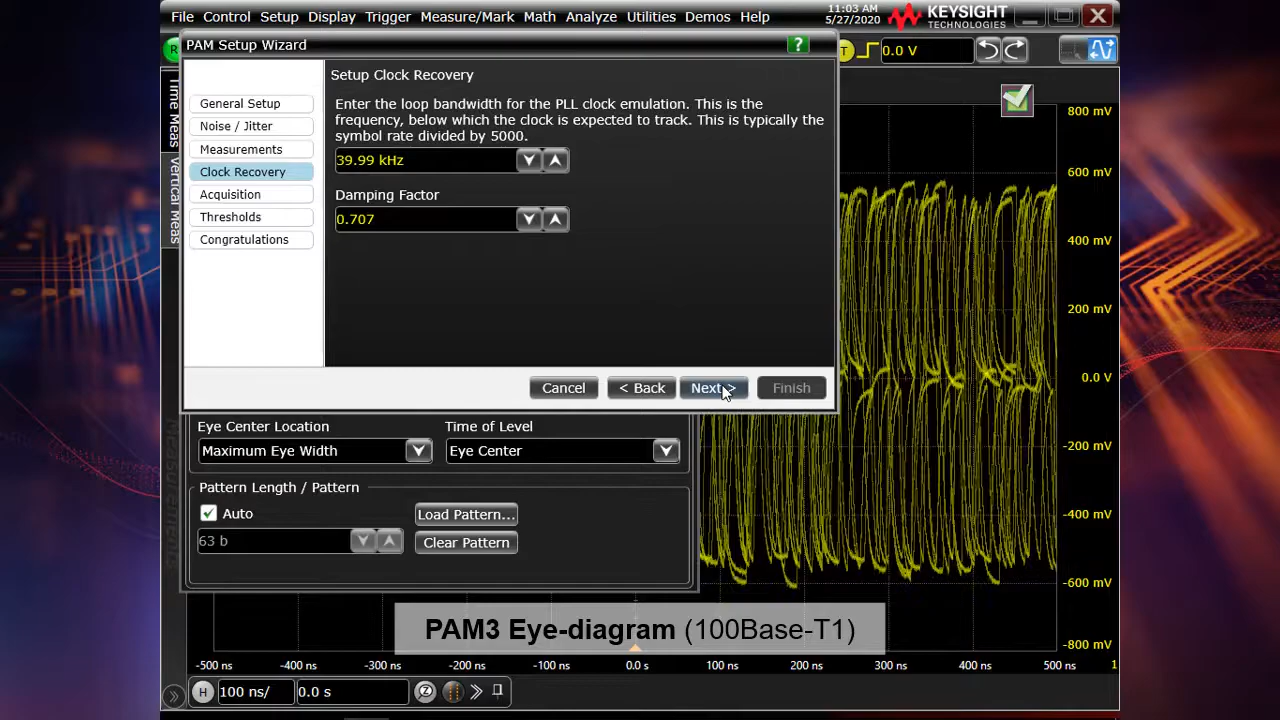 File Control Setup Display Trigger Measure/Mark Math Analyze Utilities Demos Help
11:03 AM
5/27/2020
KEYSIGHT
TECHNOLOGIES
PAM Setup Wizard
?
T
0.0 V
Setup Clock Recovery
Enter the loop bandwidth for the PLL clock emulation. This is the
frequency, below which the clock is expected to track. This is typically the
symbol rate divided by 5000.
39.99 kHz
Damping Factor
0.707
General Setup
Noise / Jitter
Measurements
Clock Recovery
Acquisition
Thresholds
Congratulations
Cancel
< Back
Next >
Finish
Time Meas
Vertical Meas
Measurements
Eye Center Location
Maximum Eye Width
Time of Level
Eye Center
Pattern Length / Pattern
Auto
63 b
Load Pattern...
Clear Pattern
800 mV
600 mV
400 mV
200 mV
0.0 V
-200 mV
-400 mV
-600 mV
-800 mV
PAM3 Eye-diagram (100Base-T1)
-500 ns -400 ns -300 ns -200 ns -100 ns 0.0 s 100 ns 200 ns 300 ns 400 ns 500 ns 1
H 100 ns/ 0.0 s